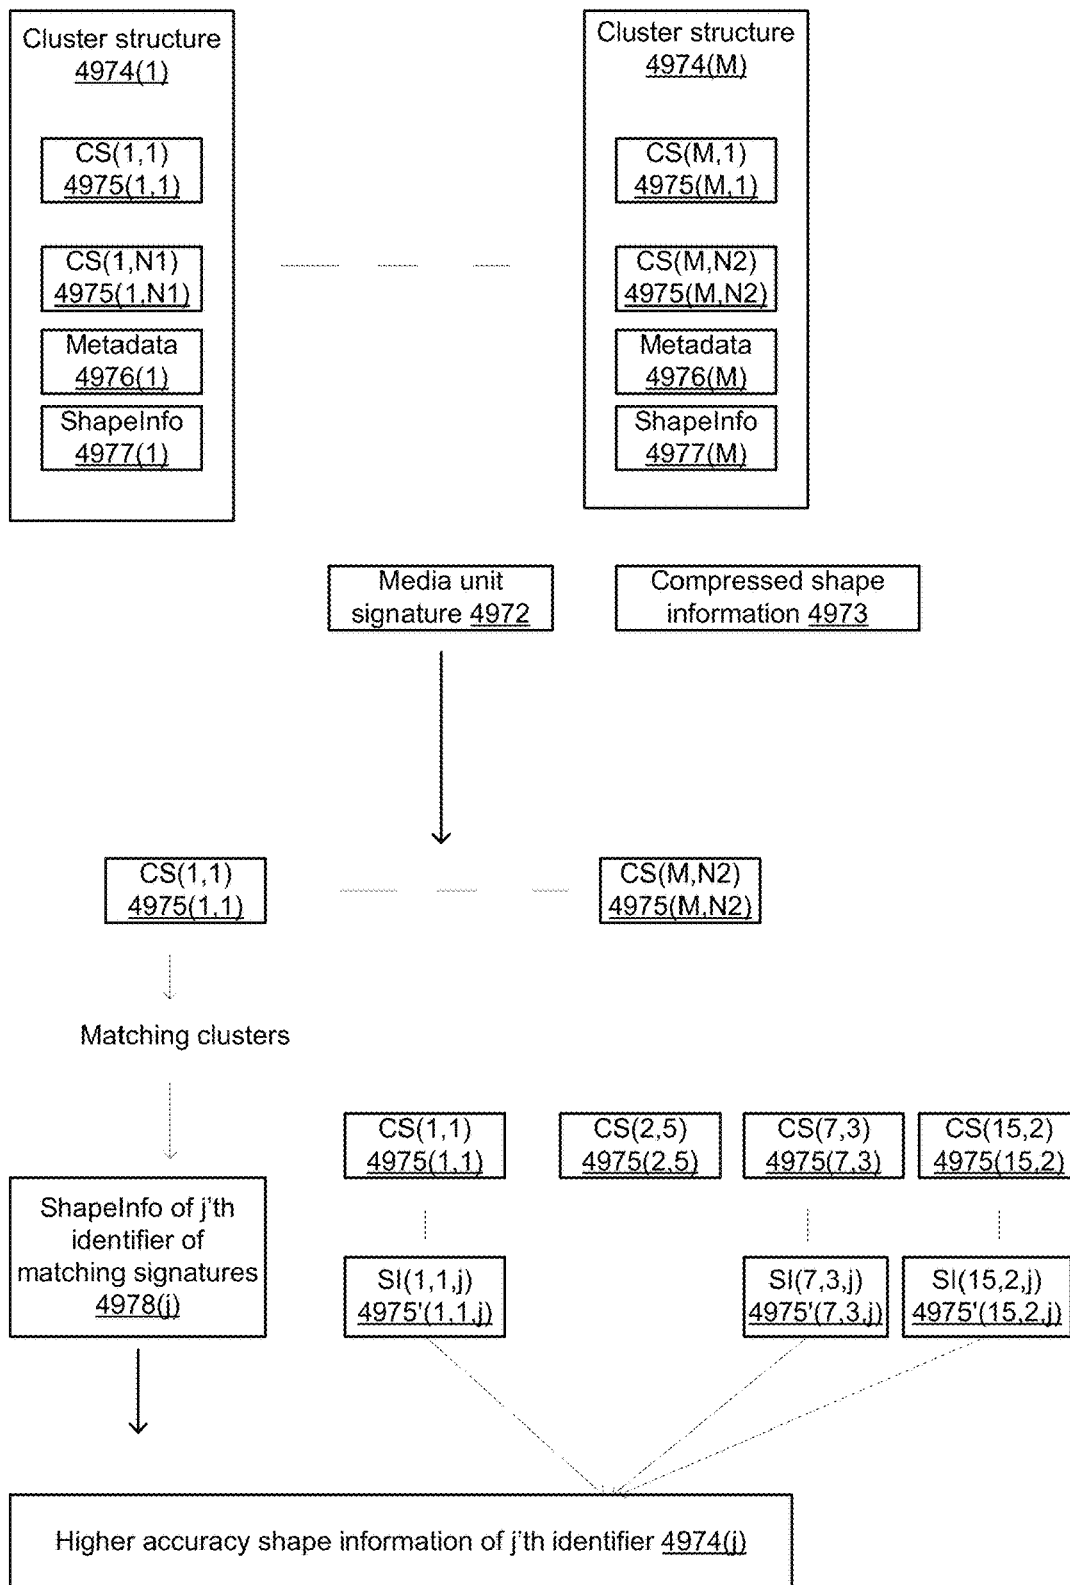 Cluster structure
4974(1)
CS(1,1)
4975(1,1)
CS(1,N1)
4975(1,N1)
Metadata
4976(1)
ShapeInfo
4977(1)
Cluster structure
4974(M)
CS(M,1)
4975(M,1)
CS(M,N2)
4975(M,N2)
Metadata
4976(M)
ShapeInfo
4977(M)
Media unit
signature 4972
Compressed shape
information 4973
CS(1,1)
4975(1,1)
CS(M,N2)
4975(M,N2)
Matching clusters
ShapeInfo of j'th
identifier of
matching signatures
4978(j)
CS(1,1)
4975(1,1)
CS(2,5)
4975(2,5)
CS(7,3)
4975(7,3)
CS(15,2)
4975(15,2)
SI(1,1,j)
4975'(1,1,j)
SI(7,3,j)
4975'(7,3,j)
SI(15,2,j)
4975'(15,2,j)
Higher accuracy shape information of j'th identifier 4974(j)